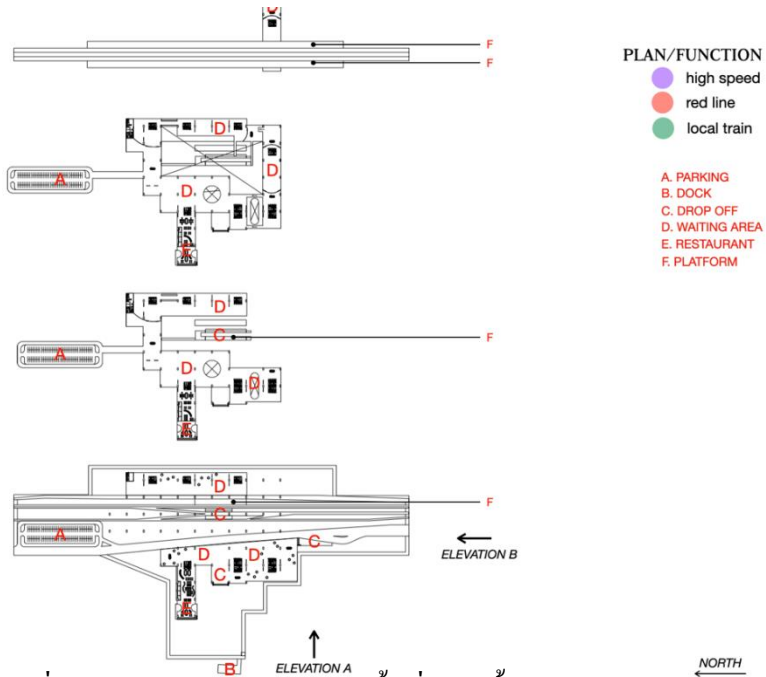 F
F
PLAN/FUNCTION
high speed
red line
local train
A. PARKING
B. DOCK
C. DROP OFF
D. WAITING AREA
E. RESTAURANT
F. PLATFORM
D
D
A
D
D
C
F
A
D
D
D
F
C
A
C
D
D
C
ELEVATION B
B
ELEVATION A
NORTH